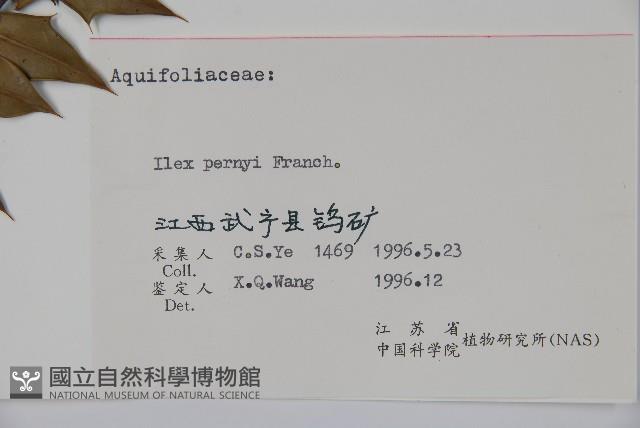 Aquifoliaceae:
Ilex pernyi Franch.
江西武宁县钨矿
采集人 C.S.Ye 1469 1996.5.23
Coll.
鉴定人 X.Q.Wang 1996.12
Det.
江苏省
中国科学院 植物研究所(NAS)
國立自然科學博物館
NATIONAL MUSEUM OF NATURAL SCIENCE